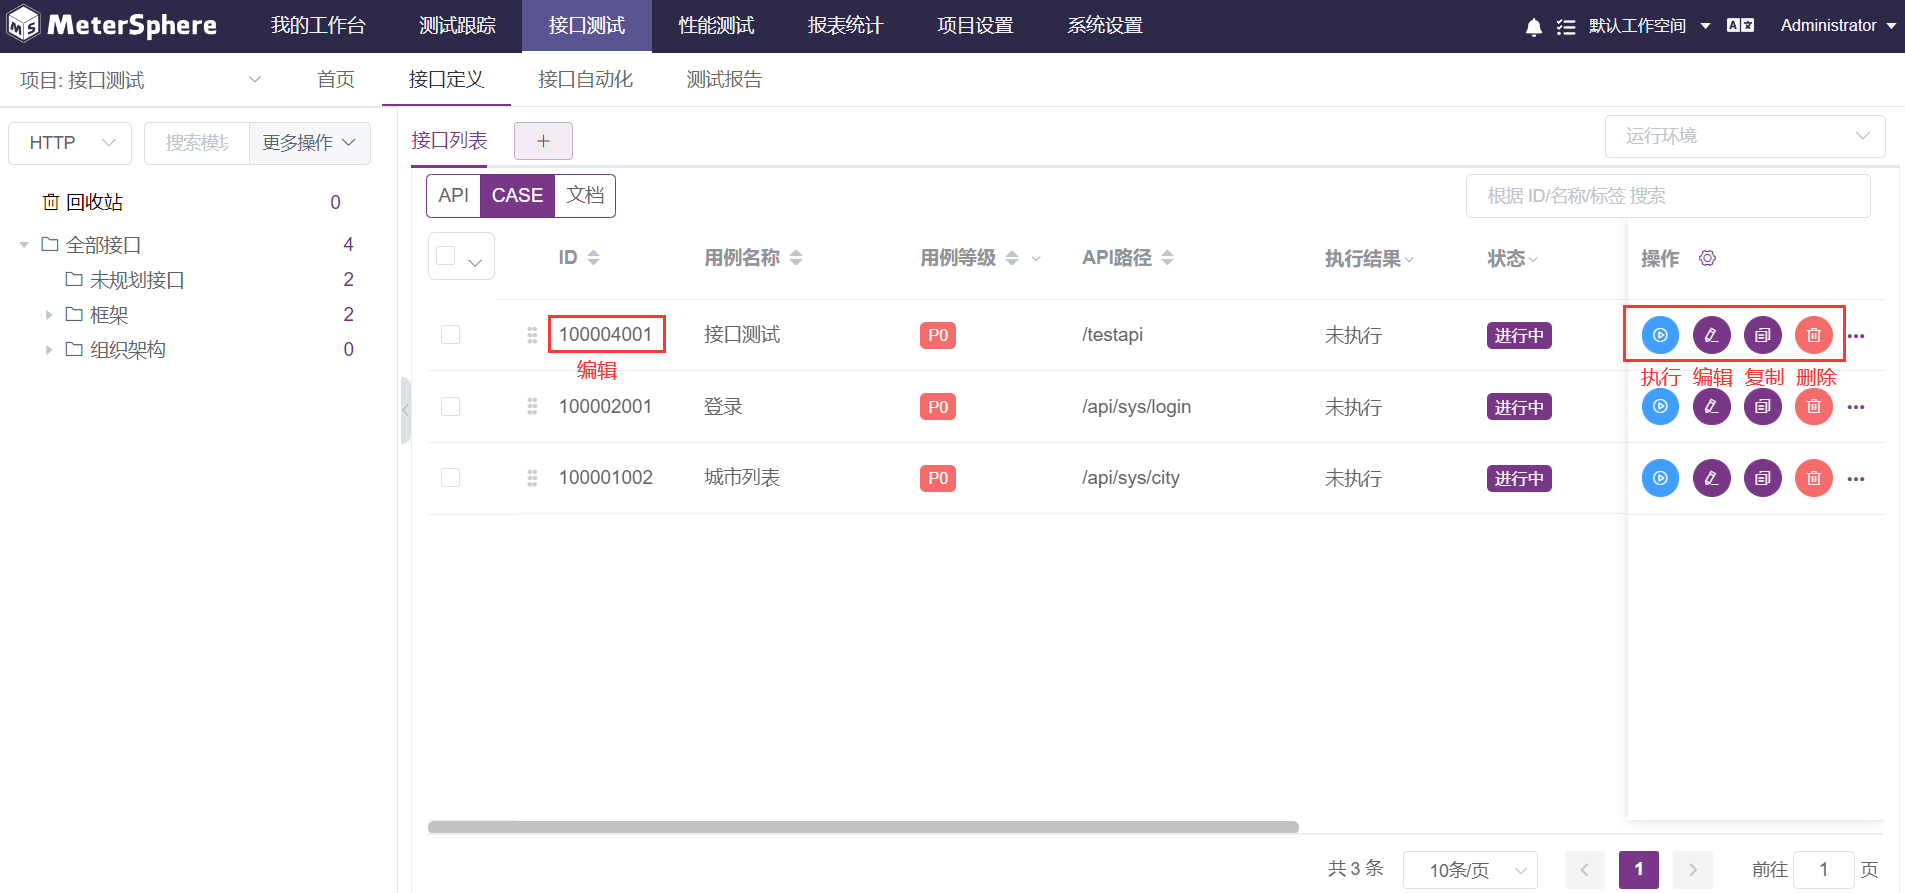 MeterSphere 我的工作台 测试跟踪 接口测试 性能测试 报表统计 项目设置 系统设置 默认工作空间 Administrator
项目: 接口测试 首页 接口定义 接口自动化 测试报告
HTTP 更多操作
接口列表 + 运行环境
API CASE 文档 根据 ID/名称/标签 搜索
回收站 0
全部接口 4
未规划接口 2
框架 2
组织架构 0
ID 用例名称 用例等级 API路径 执行结果 状态 操作
100004001 接口测试 P0 /testapi 未执行 进行中
编辑 执行 编辑 复制 删除
100002001 登录 P0 /api/sys/login 未执行 进行中
100001002 城市列表 P0 /api/sys/city 未执行 进行中
共 3 条 10条/页 1 前往 1 页